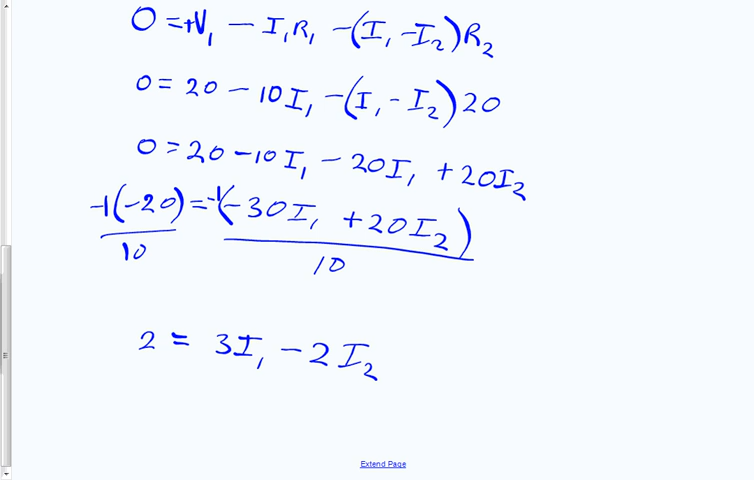 0 = +V₁ − I₁R₁ −(I₁ − I₂)R₂
0 = 20 − 10I₁ −(I₁ − I₂)20
0 = 20 − 10I₁ − 20I₁ + 20I₂
-1(-20) = -1(-30I₁ + 20I₂)
10 10
2 = 3I₁ − 2I₂
Extend Page